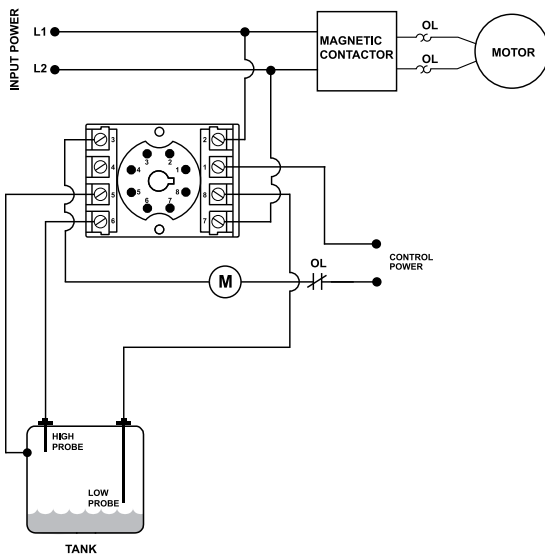 INPUT POWER
L1
L2
MAGNETIC
CONTACTOR
OL
OL
MOTOR
3
4
5
6
3
2
4
1
5
8
6
7
2
1
8
7
M
OL
CONTROL
POWER
HIGH
PROBE
LOW
PROBE
TANK